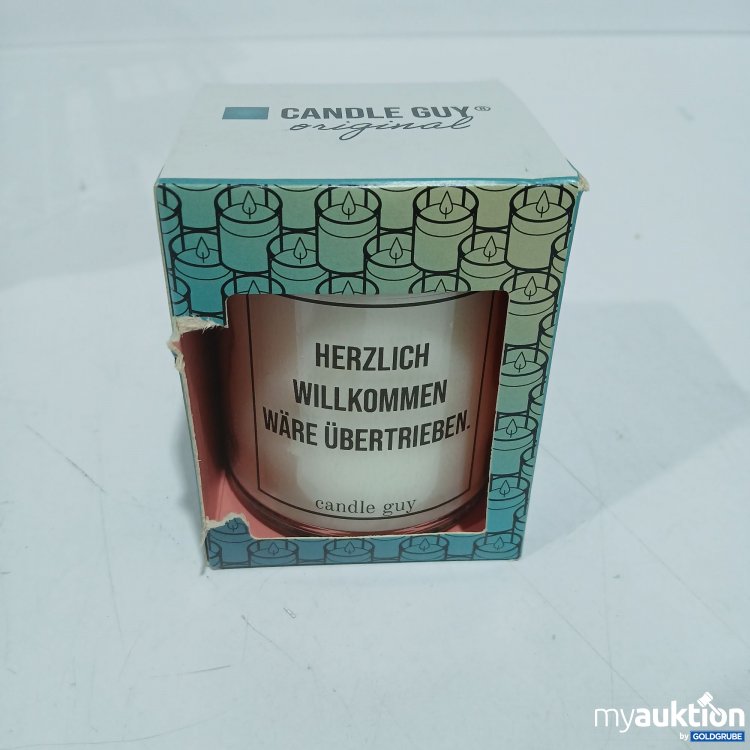 CANDLE GUY®
original
HERZLICH
WILLKOMMEN
WÄRE ÜBERTRIEBEN.
candle guy
myauktion
by GOLDGRUBE